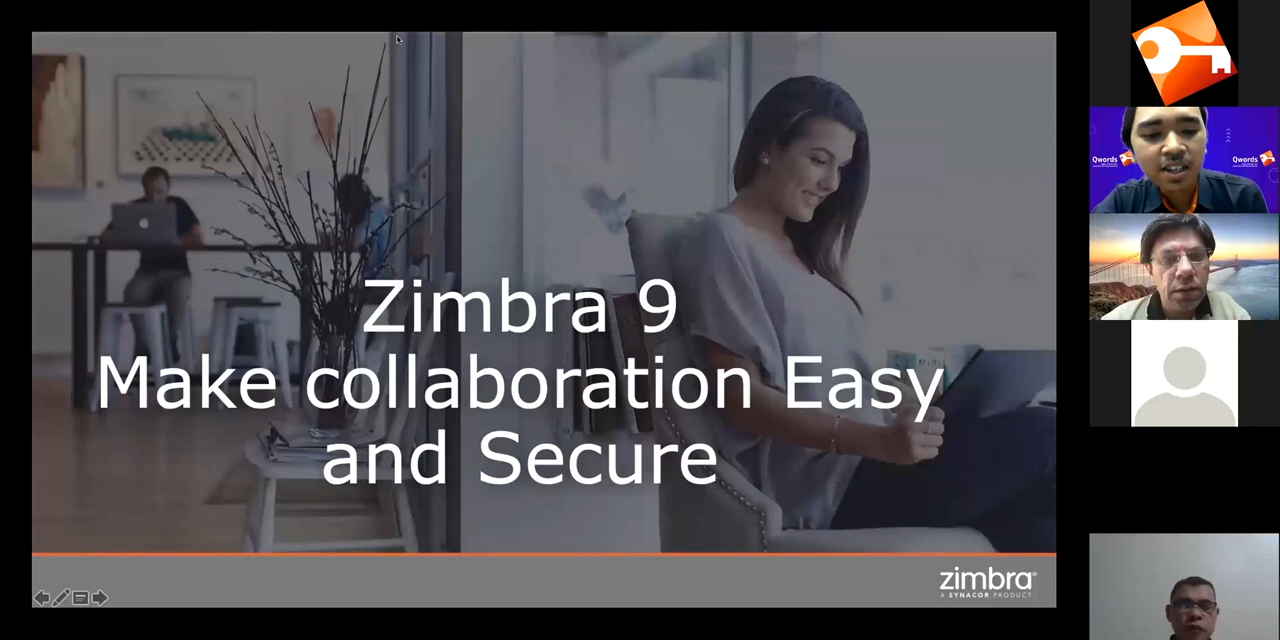 Zimbra 9
Make collaboration Easy
and Secure
zimbra®
A SYNACOR PRODUCT
Qwords
Qwords